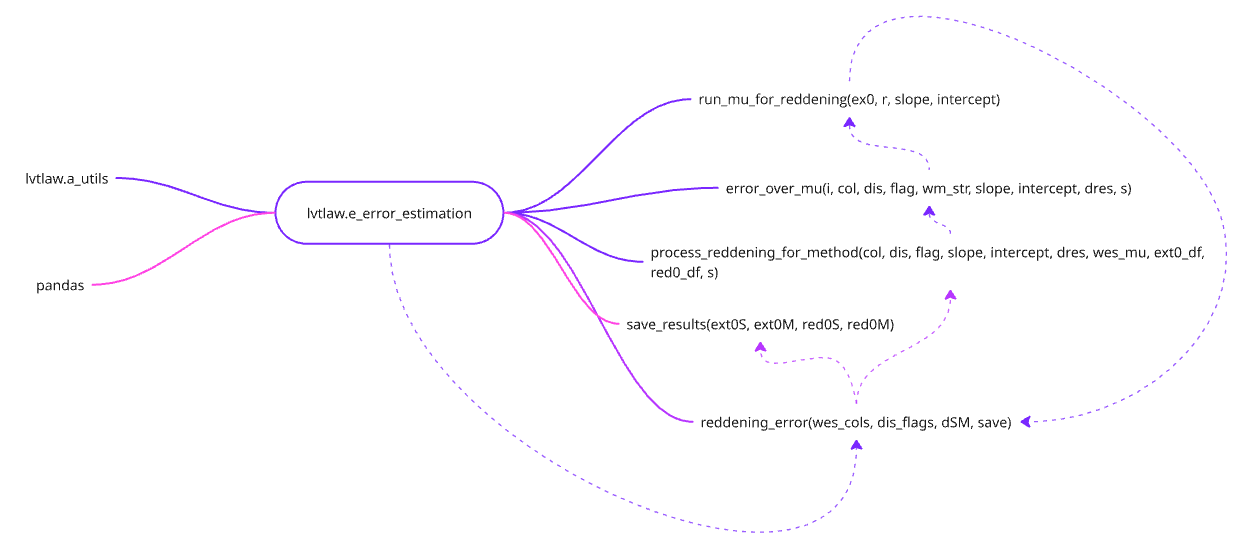 run_mu_for_reddening(ex0, r, slope, intercept)
lvtlaw.a_utils
error_over_mu(i, col, dis, flag, wm_str, slope, intercept, dres, s)
lvtlaw.e_error_estimation
process_reddening_for_method(col, dis, flag, slope, intercept, dres, wes_mu, ext0_df,
red0_df, s)
pandas
save_results(ext0S, ext0M, red0S, red0M)
reddening_error(wes_cols, dis_flags, dSM, save)